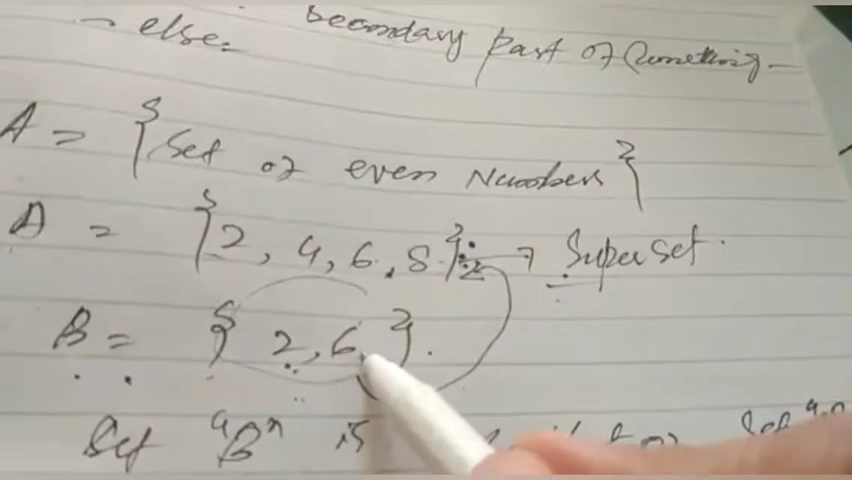 - else. Secondary part of Something -
A = { Set of even Numbers }
A = { 2, 4, 6, 8 } → Superset.
B = { 2, 6 }.
Set "B" is